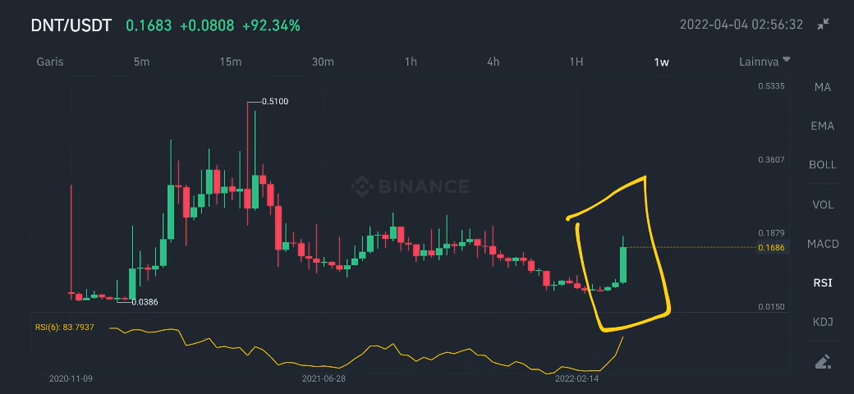 DNT/USDT 0.1683 +0.0808 +92.34% 2022-04-04 02:56:32
Garis 5m 15m 30m 1h 4h 1H 1w Lainnya
MA
EMA
BOLL
VOL
MACD
RSI
KDJ
0.5335
0.5100
0.3607
BINANCE
0.1879
0.1686
0.0386
0.0150
RSI(6): 83.7937
2020-11-09 2021-06-28 2022-02-14